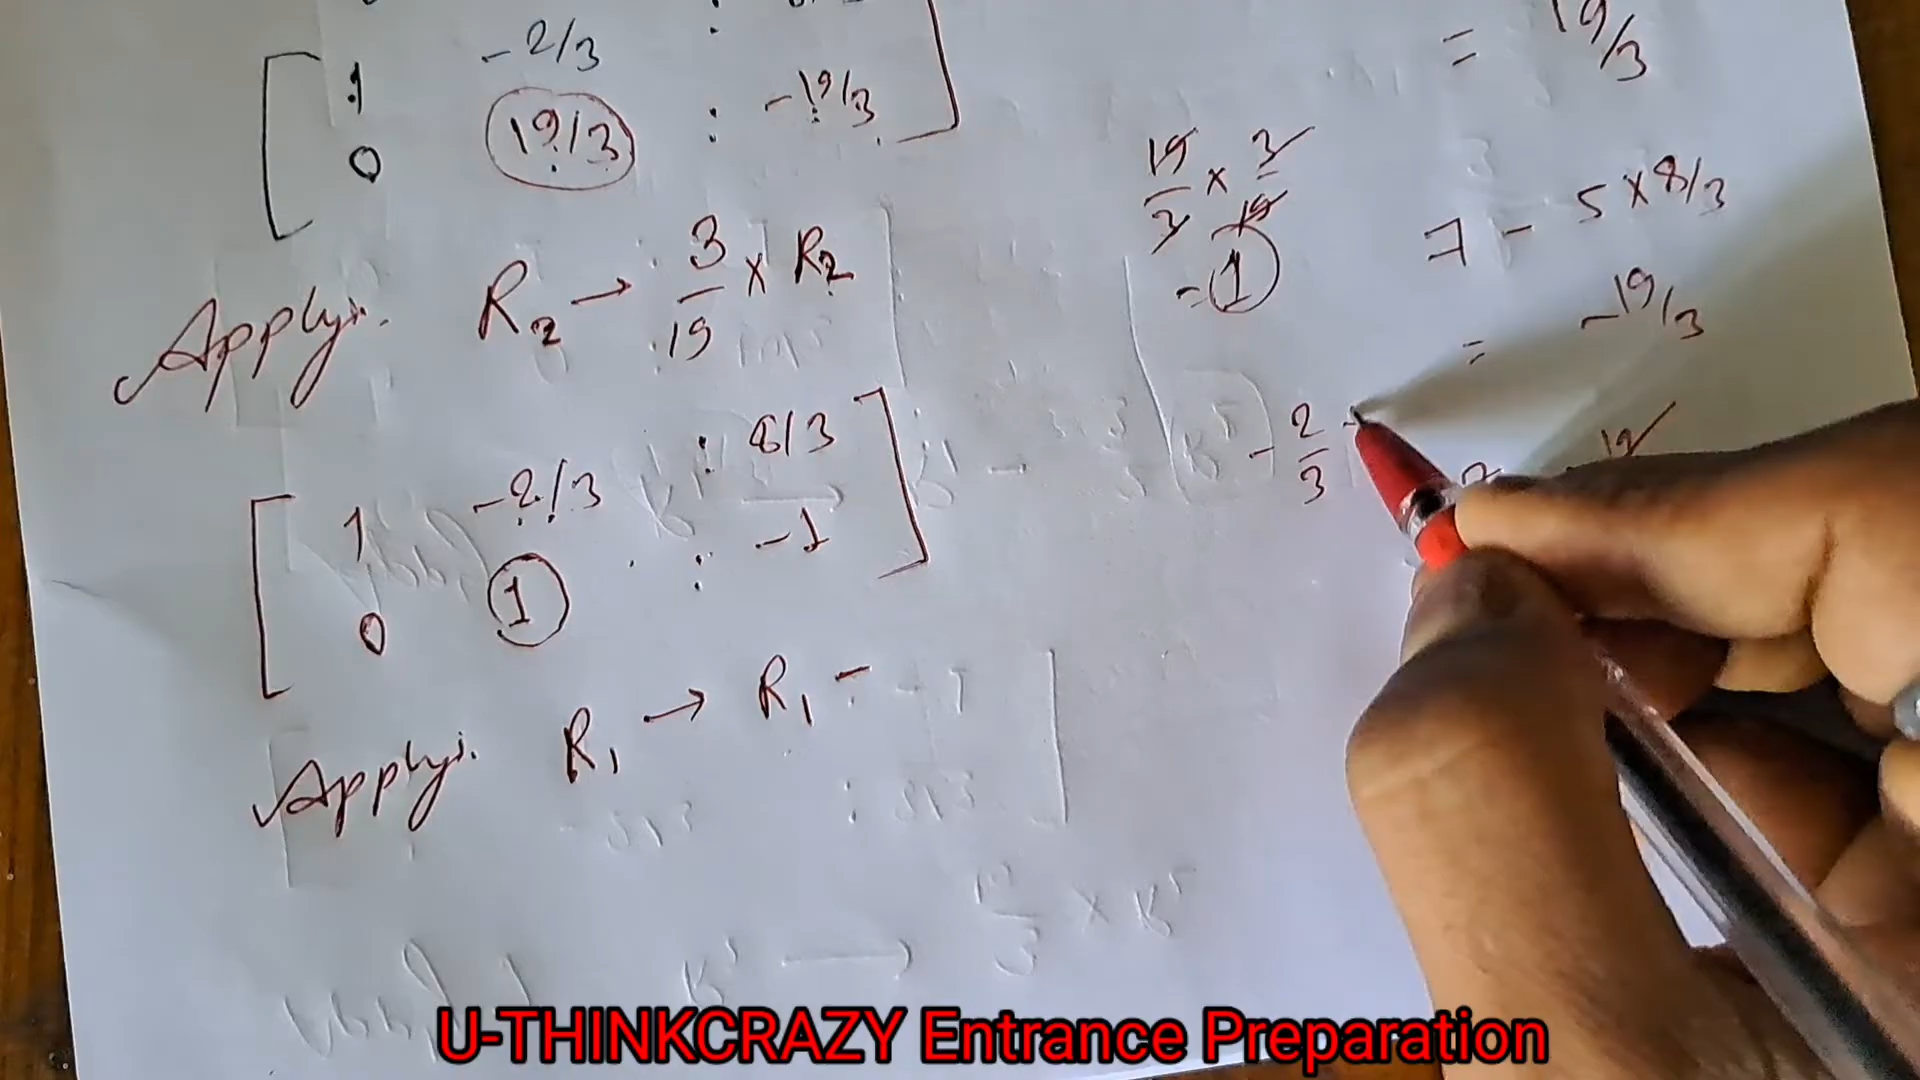 1 -2/3 :
0 19/3 : -19/3
Apply:. R2 → 3/19 x R2
1 -2/3 : 8/3
0 1 : -1
Apply:. R1 → R1 -
= 19/3
19/3 x 3/19
= 1
7 - 5 x 8/3
= -19/3
- 2/3
U-THINKCRAZY Entrance Preparation